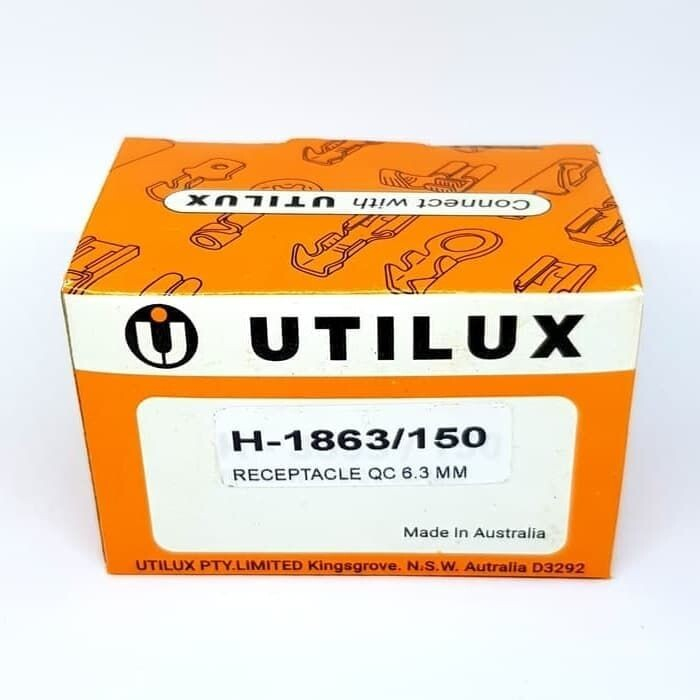 Connect with UTILUX
UTILUX
H-1863/150
RECEPTACLE QC 6.3 MM
Made In Australia
UTILUX PTY.LIMITED Kingsgrove. N.S.W. Autralia D3292